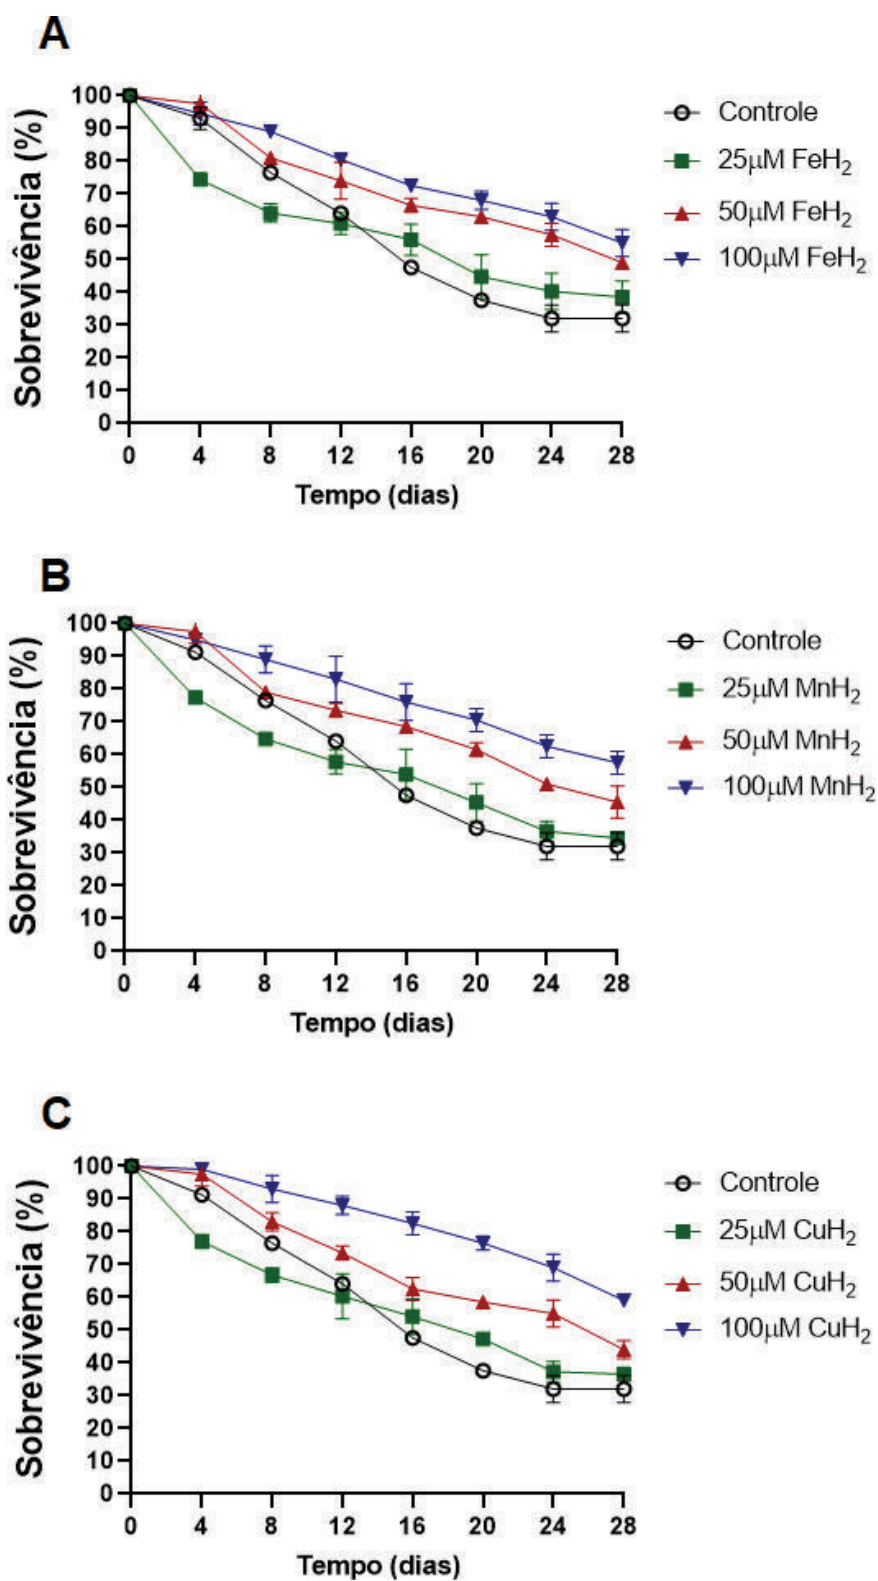 A
Sobrevivência (%)
100
90
80
70
60
50
40
30
20
10
0
0 4 8 12 16 20 24 28
Tempo (dias)
Controle
25μM FeH₂
50μM FeH₂
100μM FeH₂
B
Sobrevivência (%)
100
90
80
70
60
50
40
30
20
10
0
0 4 8 12 16 20 24 28
Tempo (dias)
Controle
25μM MnH₂
50μM MnH₂
100μM MnH₂
C
Sobrevivência (%)
100
90
80
70
60
50
40
30
20
10
0
0 4 8 12 16 20 24 28
Tempo (dias)
Controle
25μM CuH₂
50μM CuH₂
100μM CuH₂